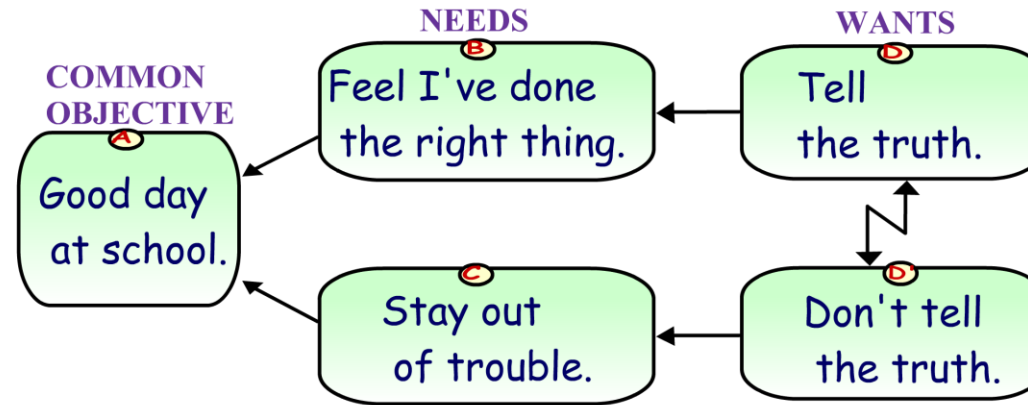 COMMON
OBJECTIVE
A
Good day
at school.
NEEDS
B
Feel I've done
the right thing.
C
Stay out
of trouble.
WANTS
D
Tell
the truth.
D'
Don't tell
the truth.